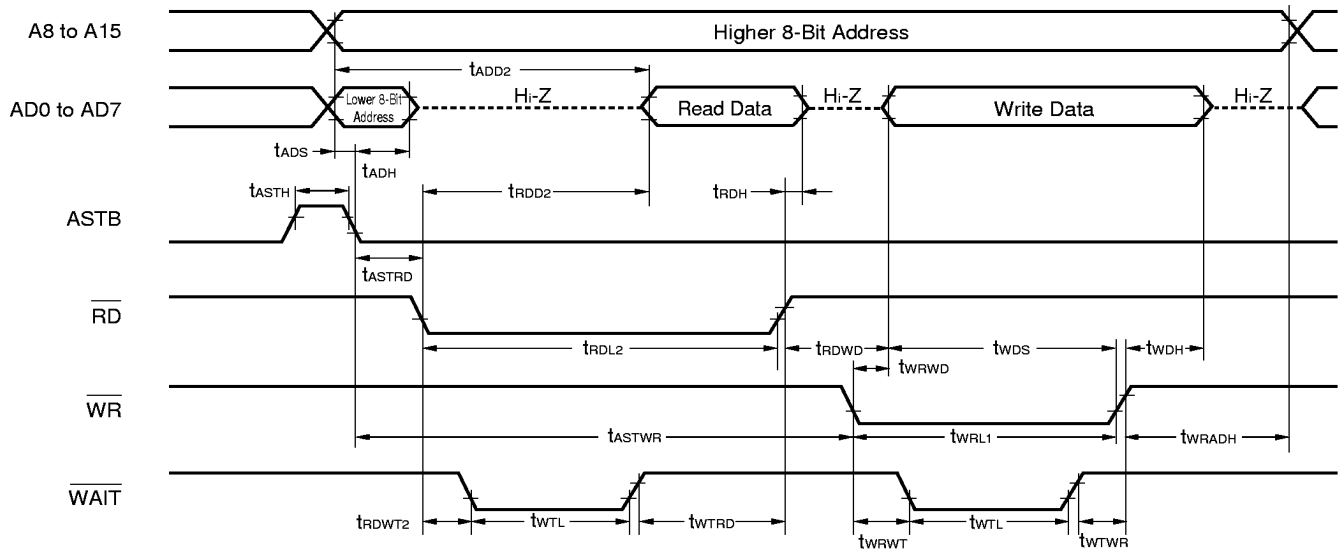 A8 to A15
Higher 8-Bit Address
tADD2
AD0 to AD7
Lower 8-Bit
Address
Hi-Z
Read Data
Hi-Z
Write Data
Hi-Z
tADS
tADH
tASTH
tRDD2
tRDH
ASTB
tASTRD
RD
tRDL2
tRDWD
tWDS
tWDH
tWRWD
WR
tASTWR
tWRL1
tWRADH
WAIT
tRDWT2
tWTL
tWTRD
tWRWT
tWTL
tWTWR